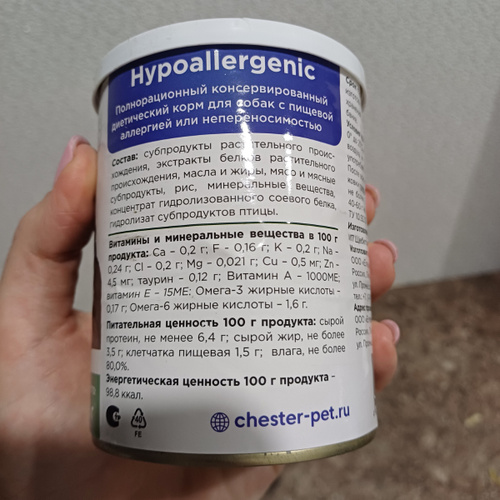 Hypoallergenic
Полнорационный консервированный
диетический корм для собак с пищевой
аллергией или непереносимостью
Состав: субпродукты растительного проис-
хождения, экстракты белков растительного
происхождения, масла и жиры, мясо и мясные
субпродукты, рис, минеральные вещества,
концентрат гидролизованного соевого белка,
гидролизат субпродуктов птицы.
Витамины и минеральные вещества в 100 г
продукта: Ca - 0,2 г; F - 0,16 г; K - 0,2 г; Na -
0,24 г; Cl - 0,2 г; Mg - 0,021 г; Cu - 0,5 мг; Zn -
4,5 мг; таурин - 0,12 г; Витамин А - 1000МЕ;
витамин Е - 15МЕ; Омега-3 жирные кислоты -
0,17 г; Омега-6 жирные кислоты - 1,6 г.
Питательная ценность 100 г продукта: сырой
протеин, не менее 6,4 г; сырой жир, не более
3,5 г; клетчатка пищевая 1,5 г; влага, не более
80,0%.
Энергетическая ценность 100 г продукта -
98,8 ккал.
40
FE
chester-pet.ru